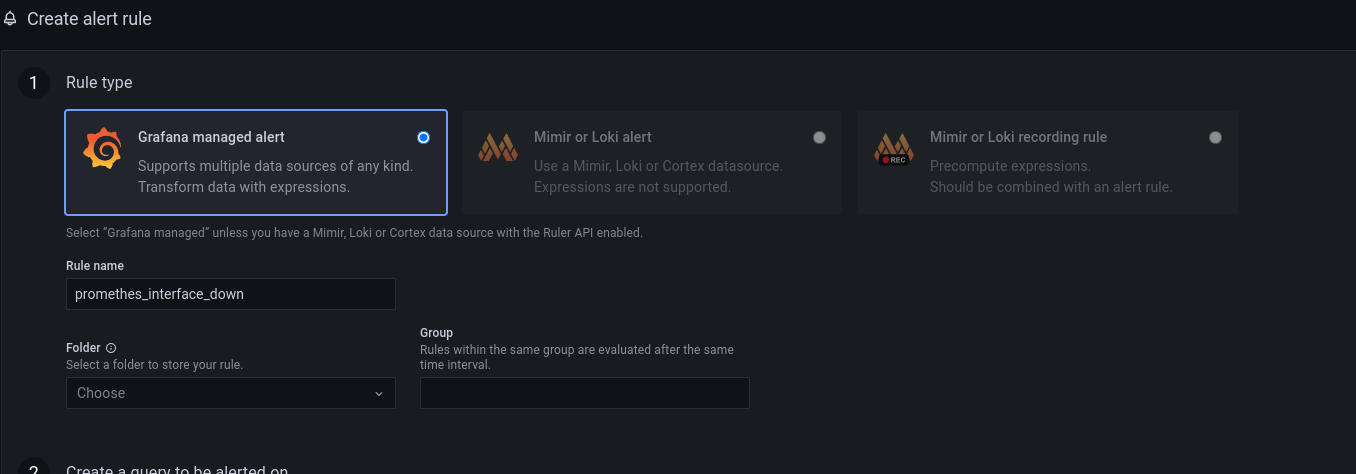 Create alert rule
1 Rule type
Grafana managed alert
Supports multiple data sources of any kind.
Transform data with expressions.
Mimir or Loki alert
Use a Mimir, Loki or Cortex datasource.
Expressions are not supported.
REC
Mimir or Loki recording rule
Precompute expressions.
Should be combined with an alert rule.
Select “Grafana managed” unless you have a Mimir, Loki or Cortex data source with the Ruler API enabled.
Rule name
promethes_interface_down
Folder
Select a folder to store your rule.
Choose
Group
Rules within the same group are evaluated after the same
time interval.
2 Create a query to be alerted on